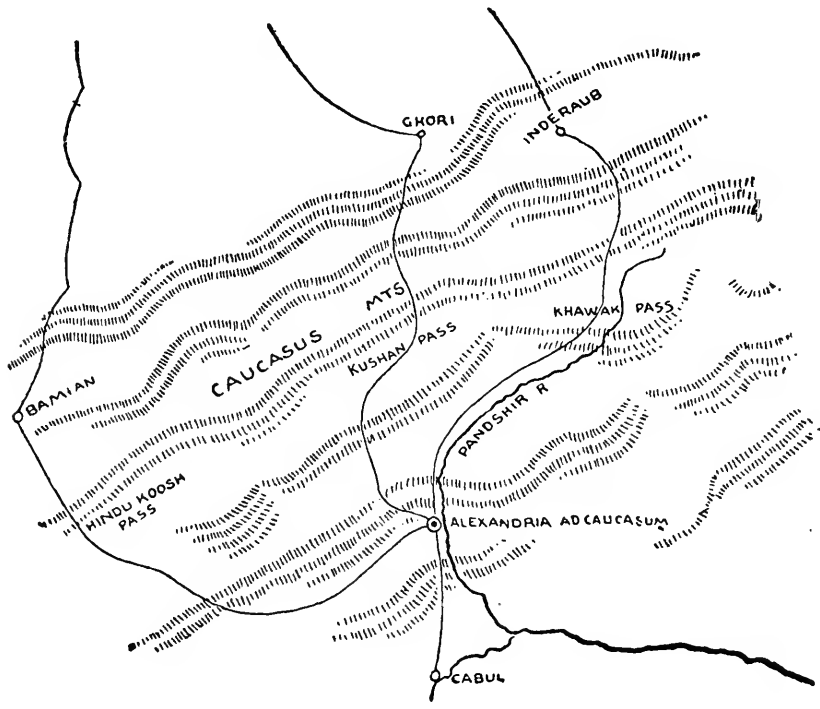 GHORI
INDERAUB
MTS
CAUCASUS
KHAWAK PASS
KUSHAN PASS
BAMIAN
PANDSHIR R
HINDU KOOSH
PASS
ALEXANDRIA AD CAUCASUM
CABUL